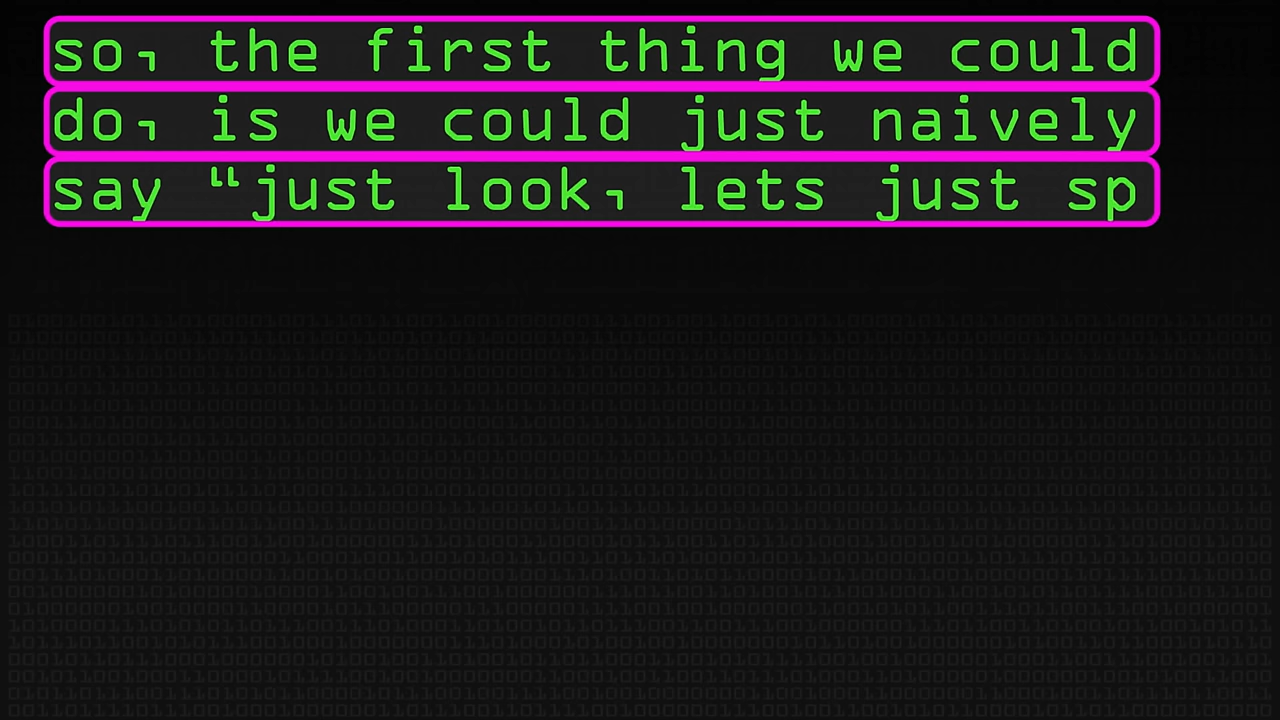 so, the first thing we could
do, is we could just naively
say “just look, lets just sp